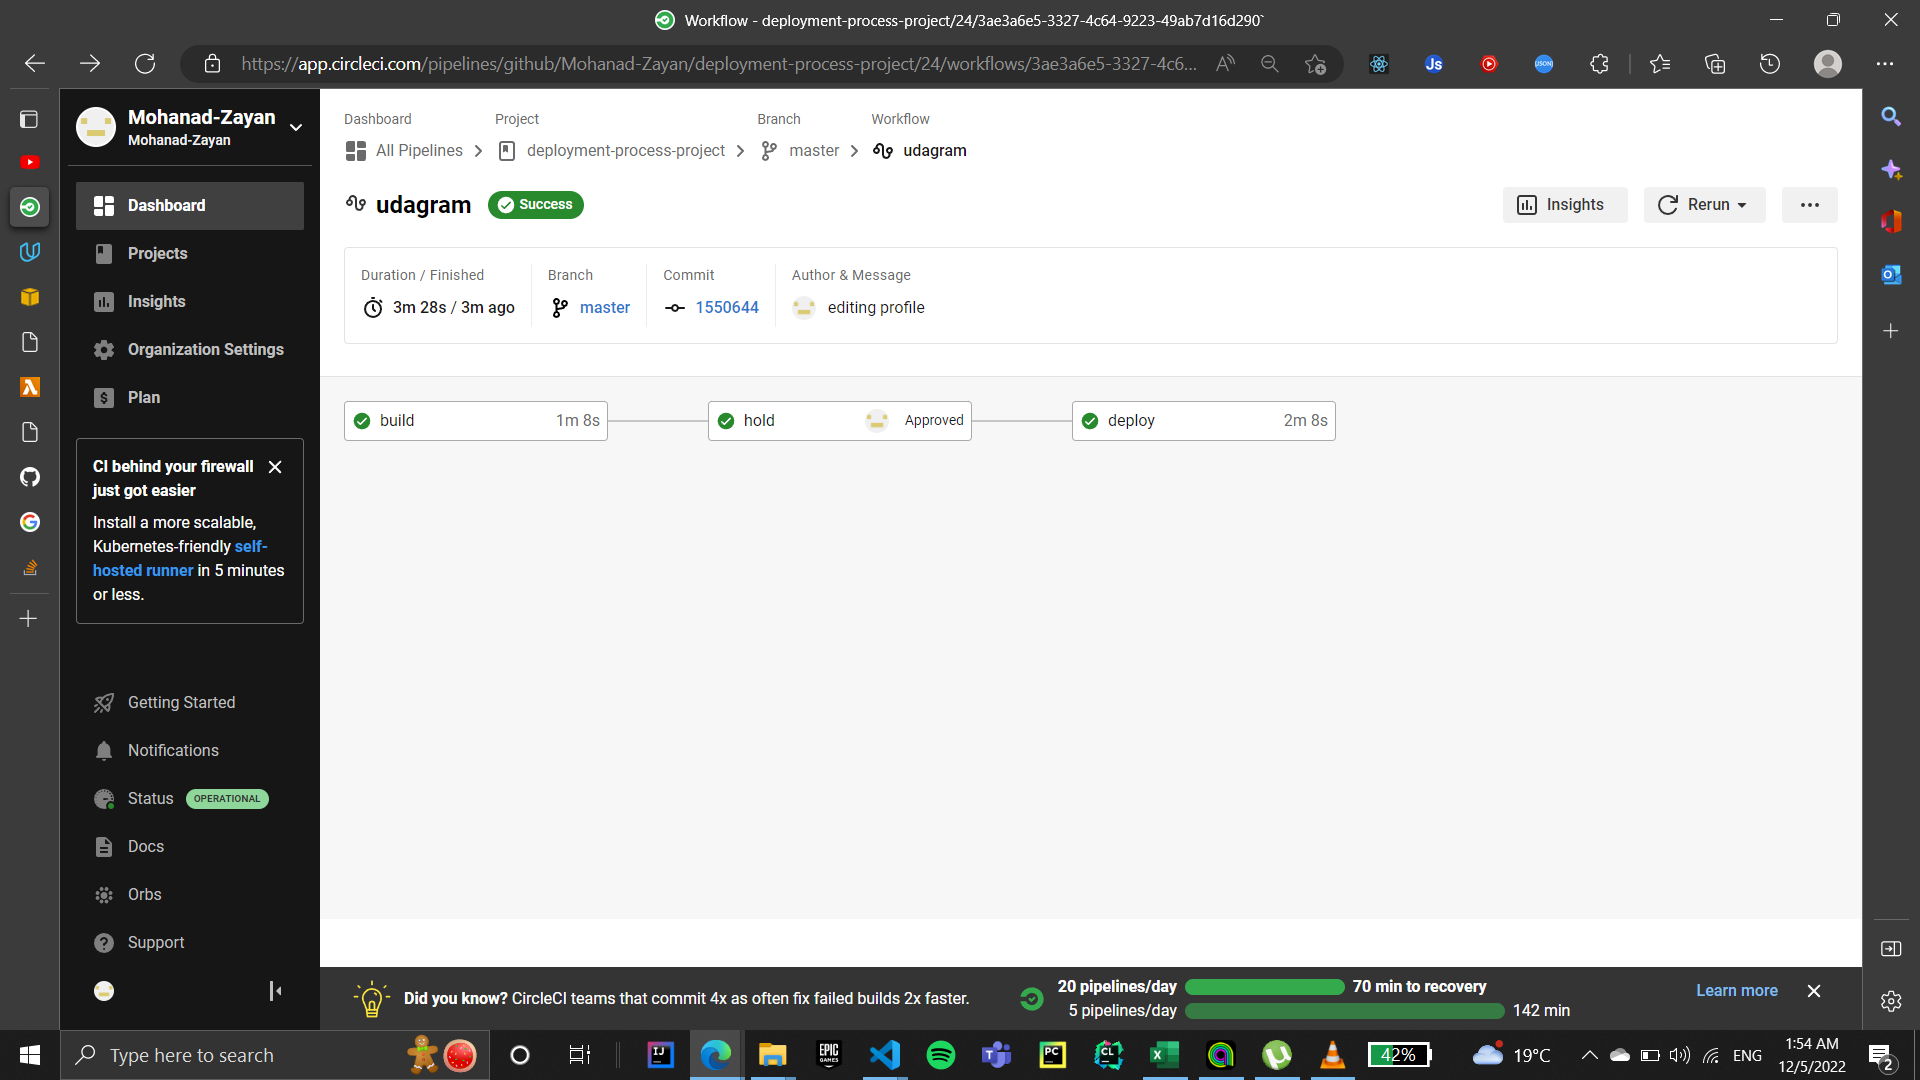 Workflow - deployment-process-project/24/3ae3a6e5-3327-4c64-9223-49ab7d16d290`
https://app.circleci.com/pipelines/github/Mohanad-Zayan/deployment-process-project/24/workflows/3ae3a6e5-3327-4c6...
Mohanad-Zayan
Mohanad-Zayan
Dashboard
Projects
Insights
Organization Settings
Plan
CI behind your firewall
just got easier
Install a more scalable,
Kubernetes-friendly self-
hosted runner in 5 minutes
or less.
Getting Started
Notifications
Status OPERATIONAL
Docs
Orbs
Support
Dashboard Project Branch Workflow
All Pipelines deployment-process-project master udagram
udagram Success
Insights Rerun
Duration / Finished Branch Commit Author & Message
3m 28s / 3m ago master 1550644 editing profile
build 1m 8s hold Approved deploy 2m 8s
Did you know? CircleCI teams that commit 4x as often fix failed builds 2x faster.
20 pipelines/day 70 min to recovery
5 pipelines/day 142 min
Learn more
Type here to search
42%
19°C
ENG
1:54 AM
12/5/2022
2